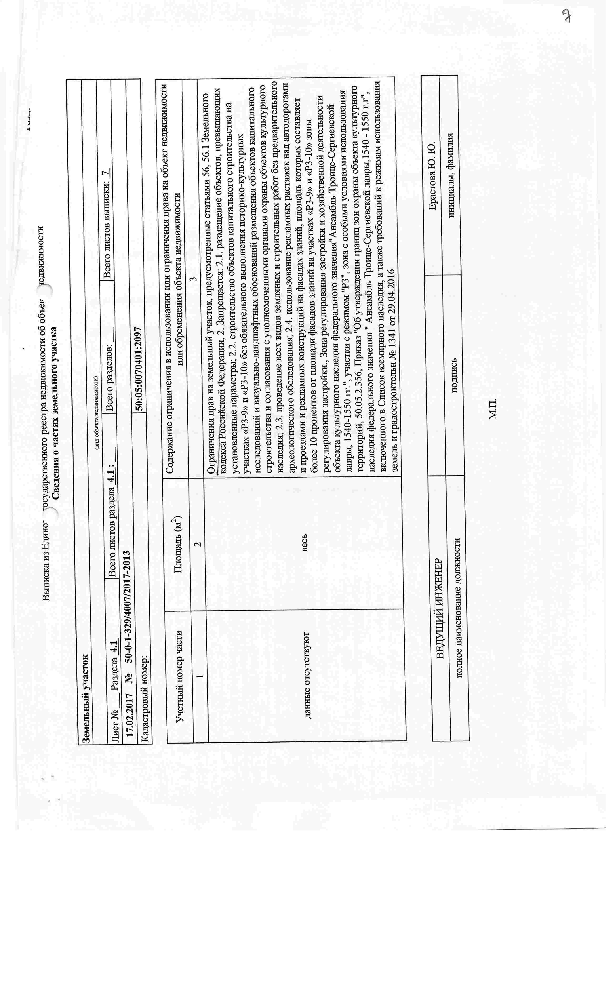 Выписка из Едино государственного реестра недвижимости об объек недвижимости
Сведения о частях земельного участка
Земельный участок
(вид объекта недвижимости)
Лист № ___ Раздела 4.1 Всего листов раздела 4.1: ___ Всего разделов: ___ Всего листов выписки: 7
17.02.2017 № 50-0-1-329/4007/2017-2013
Кадастровый номер: 50:05:0070401:2097
Учетный номер части
Площадь (м²)
Содержание ограничения в использовании или ограничения права на объект недвижимости
или обременения объекта недвижимости
1 2 3
данные отсутствуют
весь
Ограничения прав на земельный участок, предусмотренные статьями 56, 56.1 Земельного
кодекса Российской Федерации, 2. Запрещается: 2.1. размещение объектов, превышающих
установленные параметры; 2.2. строительство объектов капитального строительства на
участках «РЗ-9» и «РЗ-10» без обязательного выполнения историко-культурных
исследований и визуально-ландшафтных обоснований размещения объектов капитального
строительства и согласования с уполномоченными органами охраны объектов культурного
наследия; 2.3. проведение всех видов земляных и строительных работ без предварительного
археологического обследования; 2.4. использование рекламных растяжек над автодорогами
и проездами и рекламных конструкций на фасадах зданий, площадь которых составляет
более 10 процентов от площади фасадов зданий на участках «РЗ-9» и «РЗ-10» зоны
регулирования застройки., Зона регулирования застройки и хозяйственной деятельности
объекта культурного наследия федерального значения"Ансамбль Троице-Сергиевской
лавры, 1540-1550 гг.", участки с режимом "РЗ", зона с особыми условиями использования
территорий, 50.05.2.356, Приказ "Об утверждении границ зон охраны объекта культурного
наследия федерального значения " Ансамбль Троице-Сергиевской лавры,1540 - 1550 г.г",
включенного в Список всемирного наследия, а также требований к режимам использования
земель и градостроительн № 1341 от 29.04.2016
ВЕДУЩИЙ ИНЖЕНЕР Ерастова Ю. Ю.
полное наименование должности подпись инициалы, фамилия
М.П.